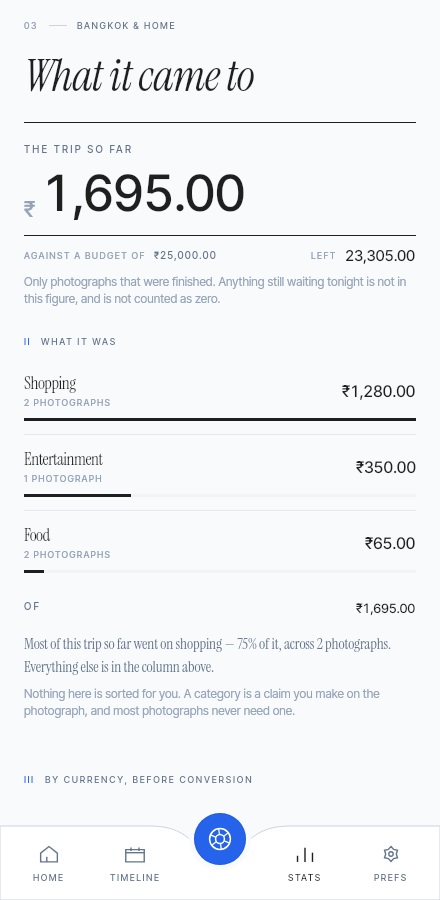 03 BANGKOK & HOME
What it came to
THE TRIP SO FAR
₹ 1,695.00
AGAINST A BUDGET OF ₹25,000.00 LEFT 23,305.00
Only photographs that were finished. Anything still waiting tonight is not in
this figure, and is not counted as zero.
II WHAT IT WAS
Shopping ₹1,280.00
2 PHOTOGRAPHS
Entertainment ₹350.00
1 PHOTOGRAPH
Food ₹65.00
2 PHOTOGRAPHS
OF ₹1,695.00
Most of this trip so far went on shopping — 75% of it, across 2 photographs.
Everything else is in the column above.
Nothing here is sorted for you. A category is a claim you make on the
photograph, and most photographs never need one.
III BY CURRENCY, BEFORE CONVERSION
HOME TIMELINE STATS PREFS